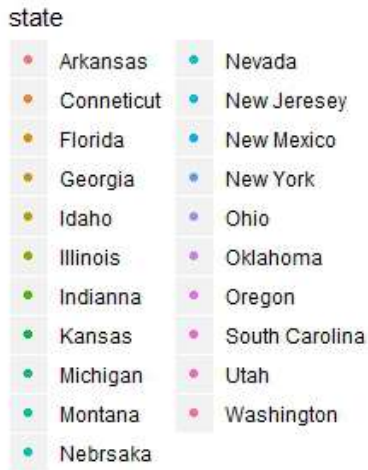 state
Arkansas
Conneticut
Florida
Georgia
Idaho
Illinois
Indianna
Kansas
Michigan
Montana
Nebrsaka
Nevada
New Jeresey
New Mexico
New York
Ohio
Oklahoma
Oregon
South Carolina
Utah
Washington